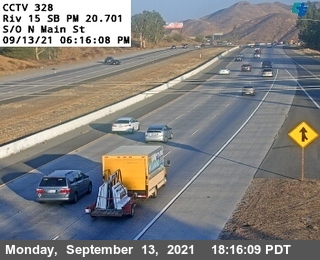 CCTV 328
Riv 15 SB PM 20.701
S/O N Main St
09/13/21 06:16:08 PM
Monday, September 13, 2021 18:16:09 PDT